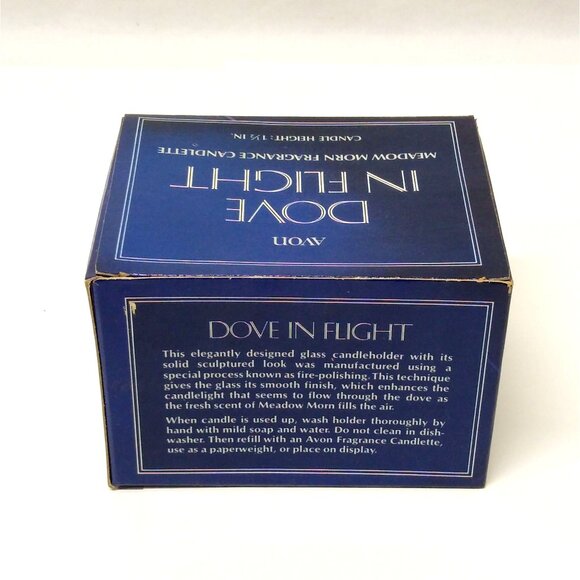 AVON
DOVE
IN FLIGHT
MEADOW MORN FRAGRANCE CANDLETTE
CANDLE HEIGHT: 1½ IN.
DOVE IN FLIGHT
This elegantly designed glass candleholder with its
solid sculptured look was manufactured using a
special process known as fire-polishing. This technique
gives the glass its smooth finish, which enhances the
candlelight that seems to flow through the dove as
the fresh scent of Meadow Morn fills the air.
When candle is used up, wash holder thoroughly by
hand with mild soap and water. Do not clean in dish-
washer. Then refill with an Avon Fragrance Candlette,
use as a paperweight, or place on display.